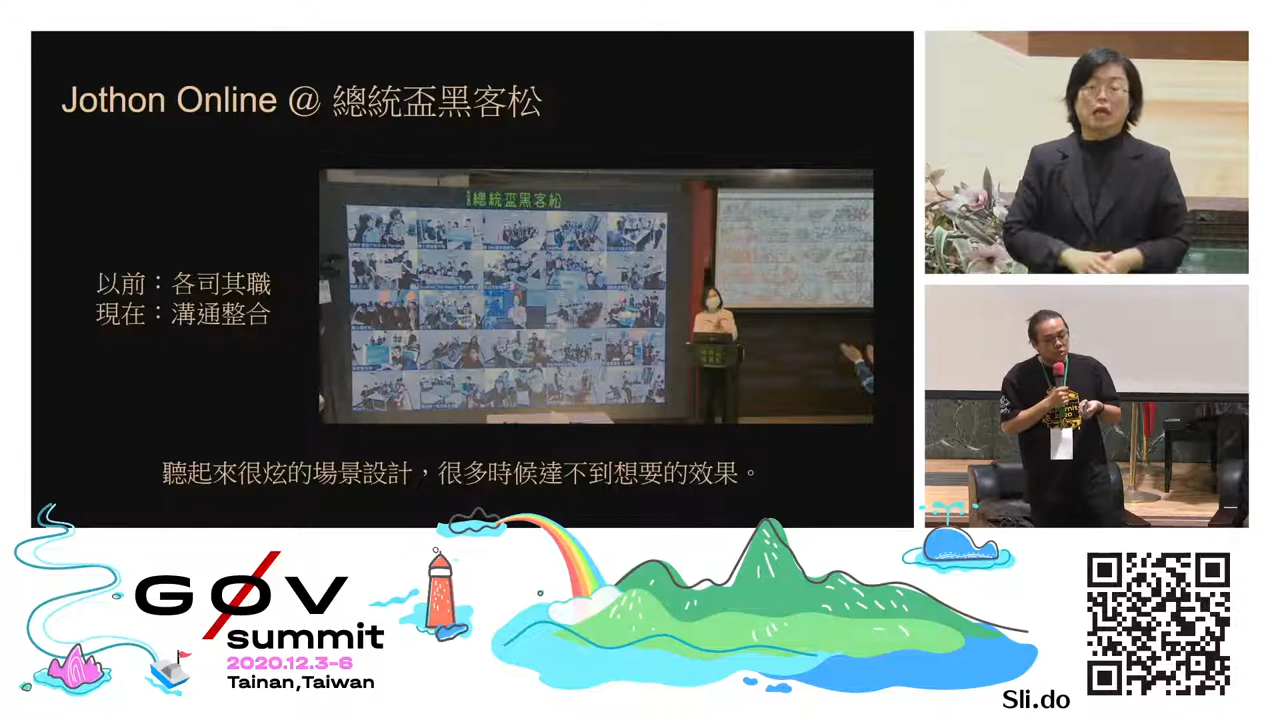 Jothon Online @ 總統盃黑客松
總統盃黑客松
以前：各司其職
現在：溝通整合
聽起來很炫的場景設計，很多時候達不到想要的效果。
GØV
summit
2020.12.3-6
Tainan,Taiwan
Sli.do